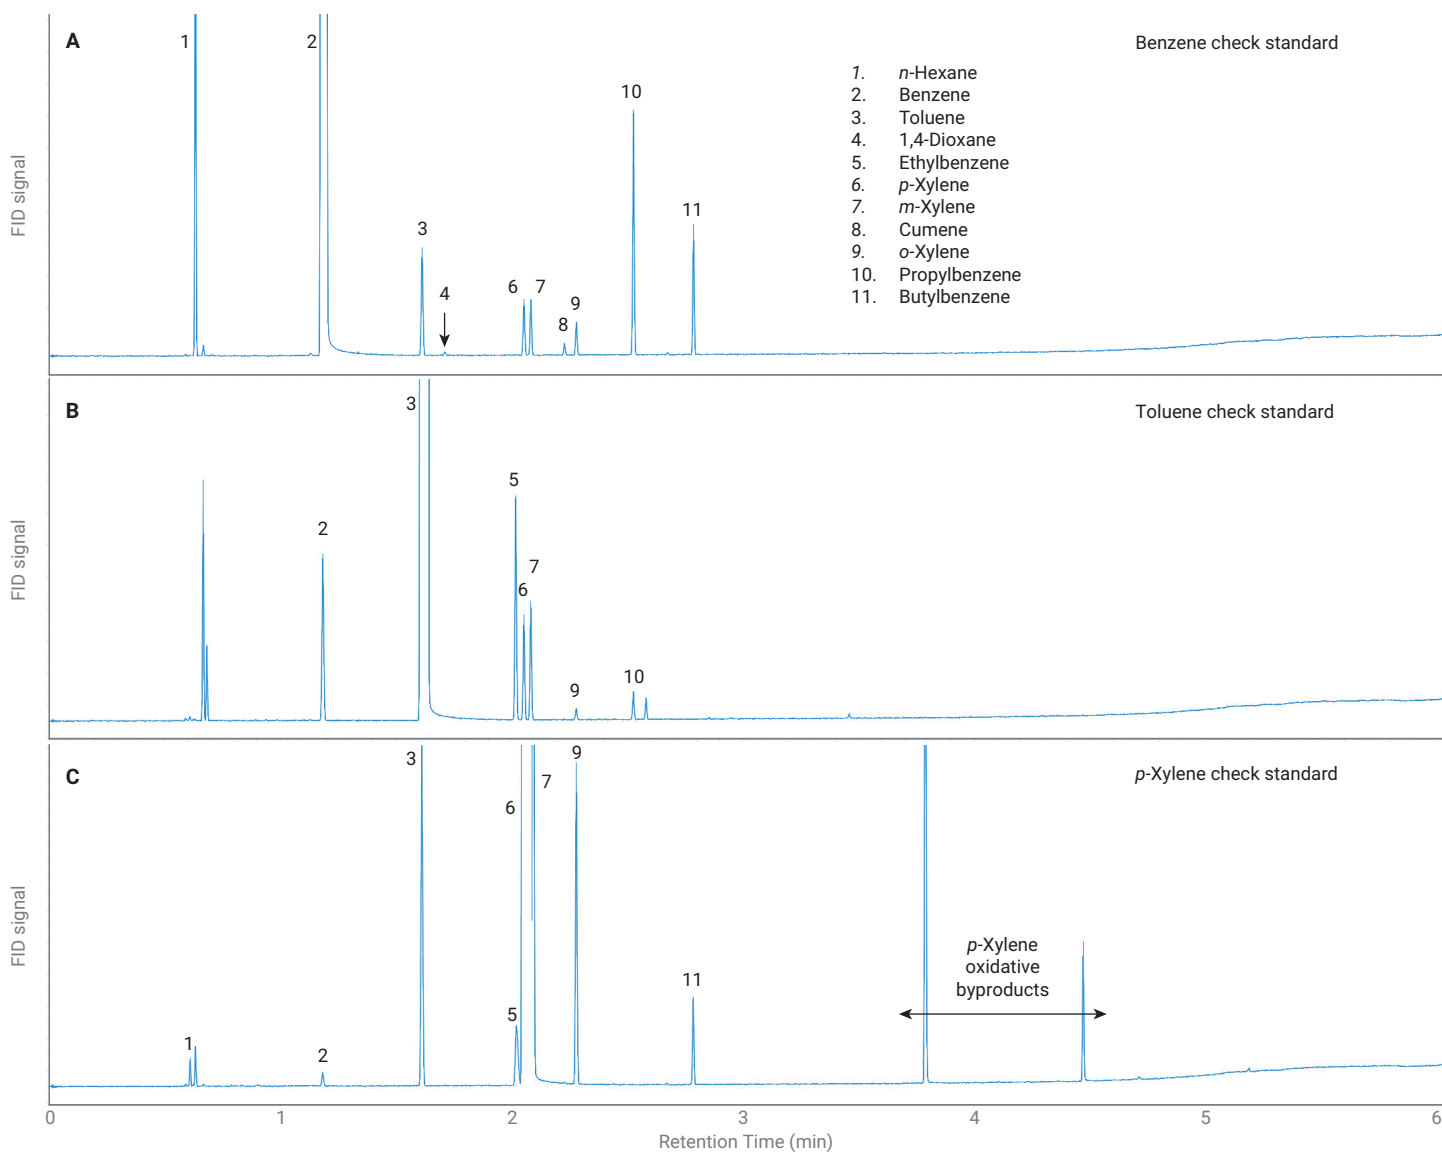 A
Benzene check standard
1
2
3
4
6
7
8
9
10
11
1. n-Hexane
2. Benzene
3. Toluene
4. 1,4-Dioxane
5. Ethylbenzene
6. p-Xylene
7. m-Xylene
8. Cumene
9. o-Xylene
10. Propylbenzene
11. Butylbenzene
FID signal
B
Toluene check standard
2
3
5
6
7
9
10
FID signal
C
p-Xylene check standard
1
2
3
5
6
7
9
11
p-Xylene
oxidative
byproducts
FID signal
0 1 2 3 4 5 6
Retention Time (min)